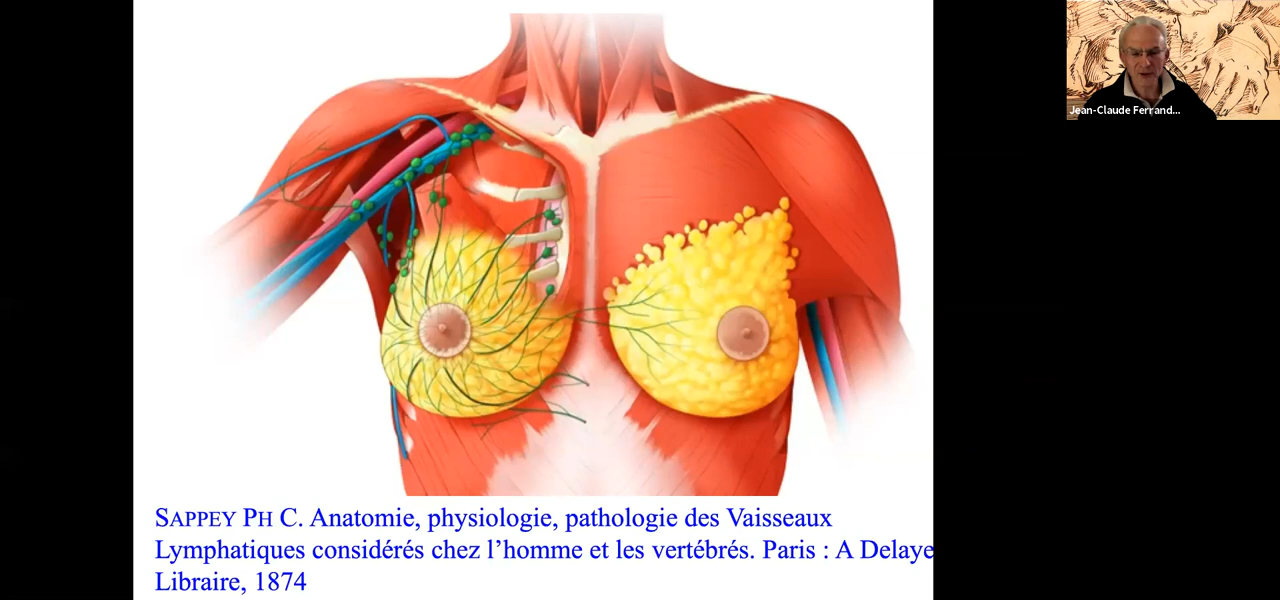 Jean-Claude Ferrand...
SAPPEY PH C. Anatomie, physiologie, pathologie des Vaisseaux
Lymphatiques considérés chez l’homme et les vertébrés. Paris : A Delaye
Libraire, 1874